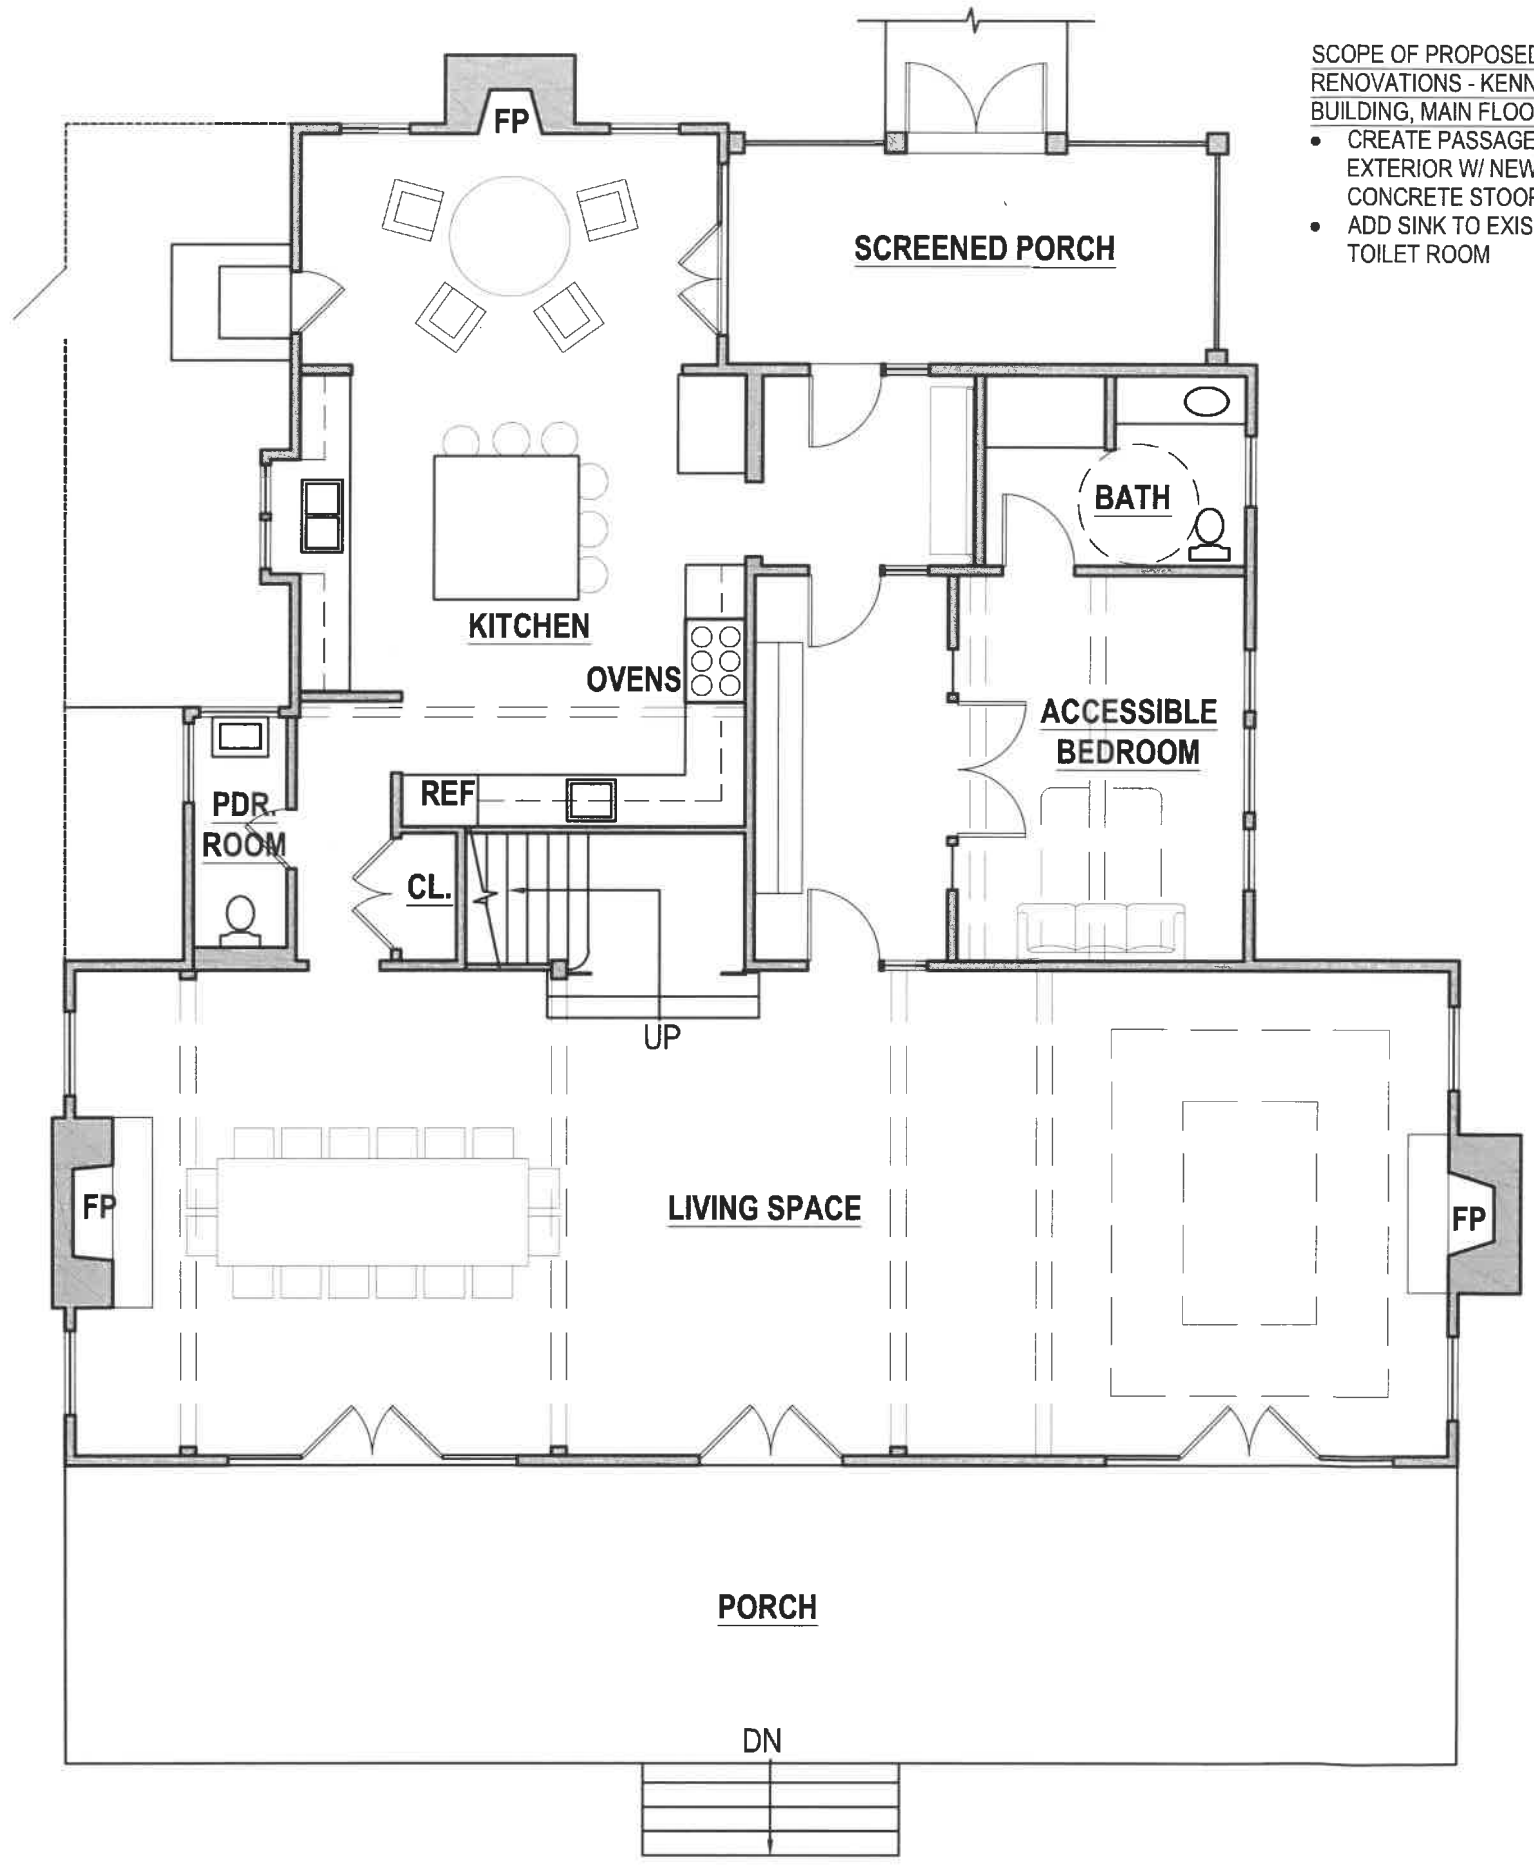 SCOPE OF PROPOSED
RENOVATIONS - KENN
BUILDING, MAIN FLOO
• CREATE PASSAGE
EXTERIOR W/ NEW
CONCRETE STOOP
• ADD SINK TO EXIS
TOILET ROOM
FP
SCREENED PORCH
BATH
KITCHEN
OVENS
ACCESSIBLE
BEDROOM
REF
PDR.
ROOM
CL.
UP
FP
LIVING SPACE
FP
PORCH
DN